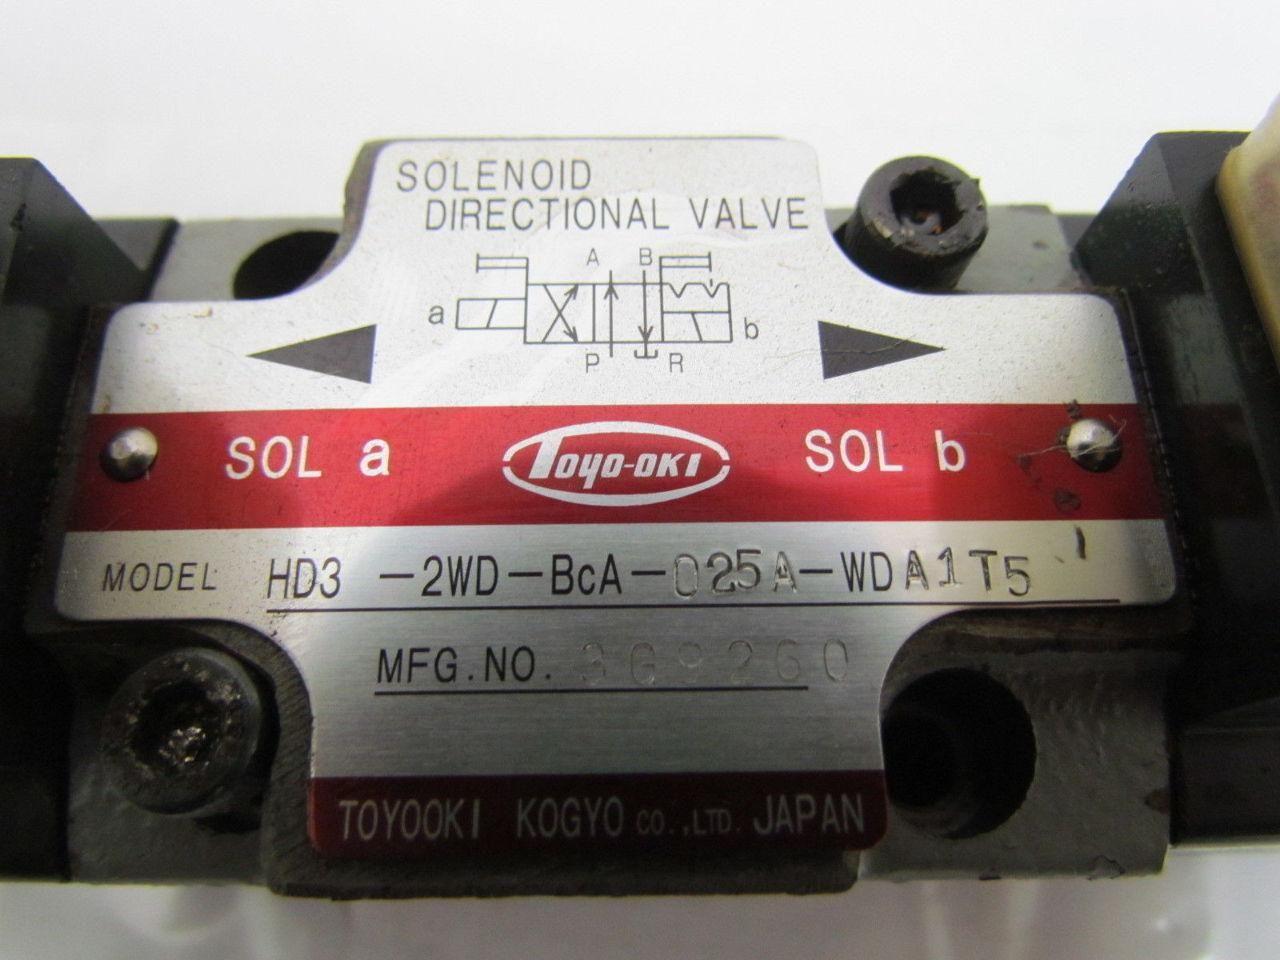 SOLENOID
DIRECTIONAL VALVE
A B
a b
P R
SOL a TOYO-OKI SOL b
MODEL HD3-2WD-BcA-025A-WDA1T5
MFG.NO. 3G9260
TOYOOKI KOGYO CO.,LTD. JAPAN